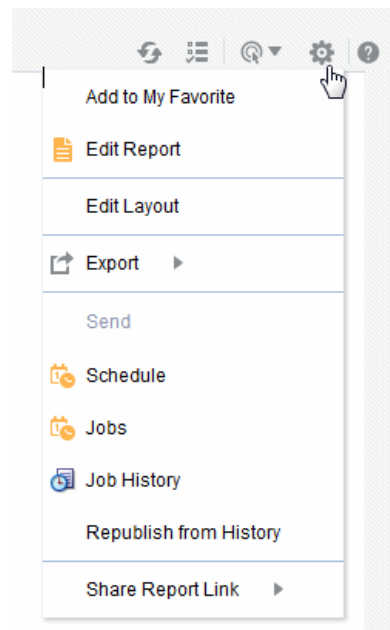 Add to My Favorite
Edit Report
Edit Layout
Export
Send
Schedule
Jobs
Job History
Republish from History
Share Report Link